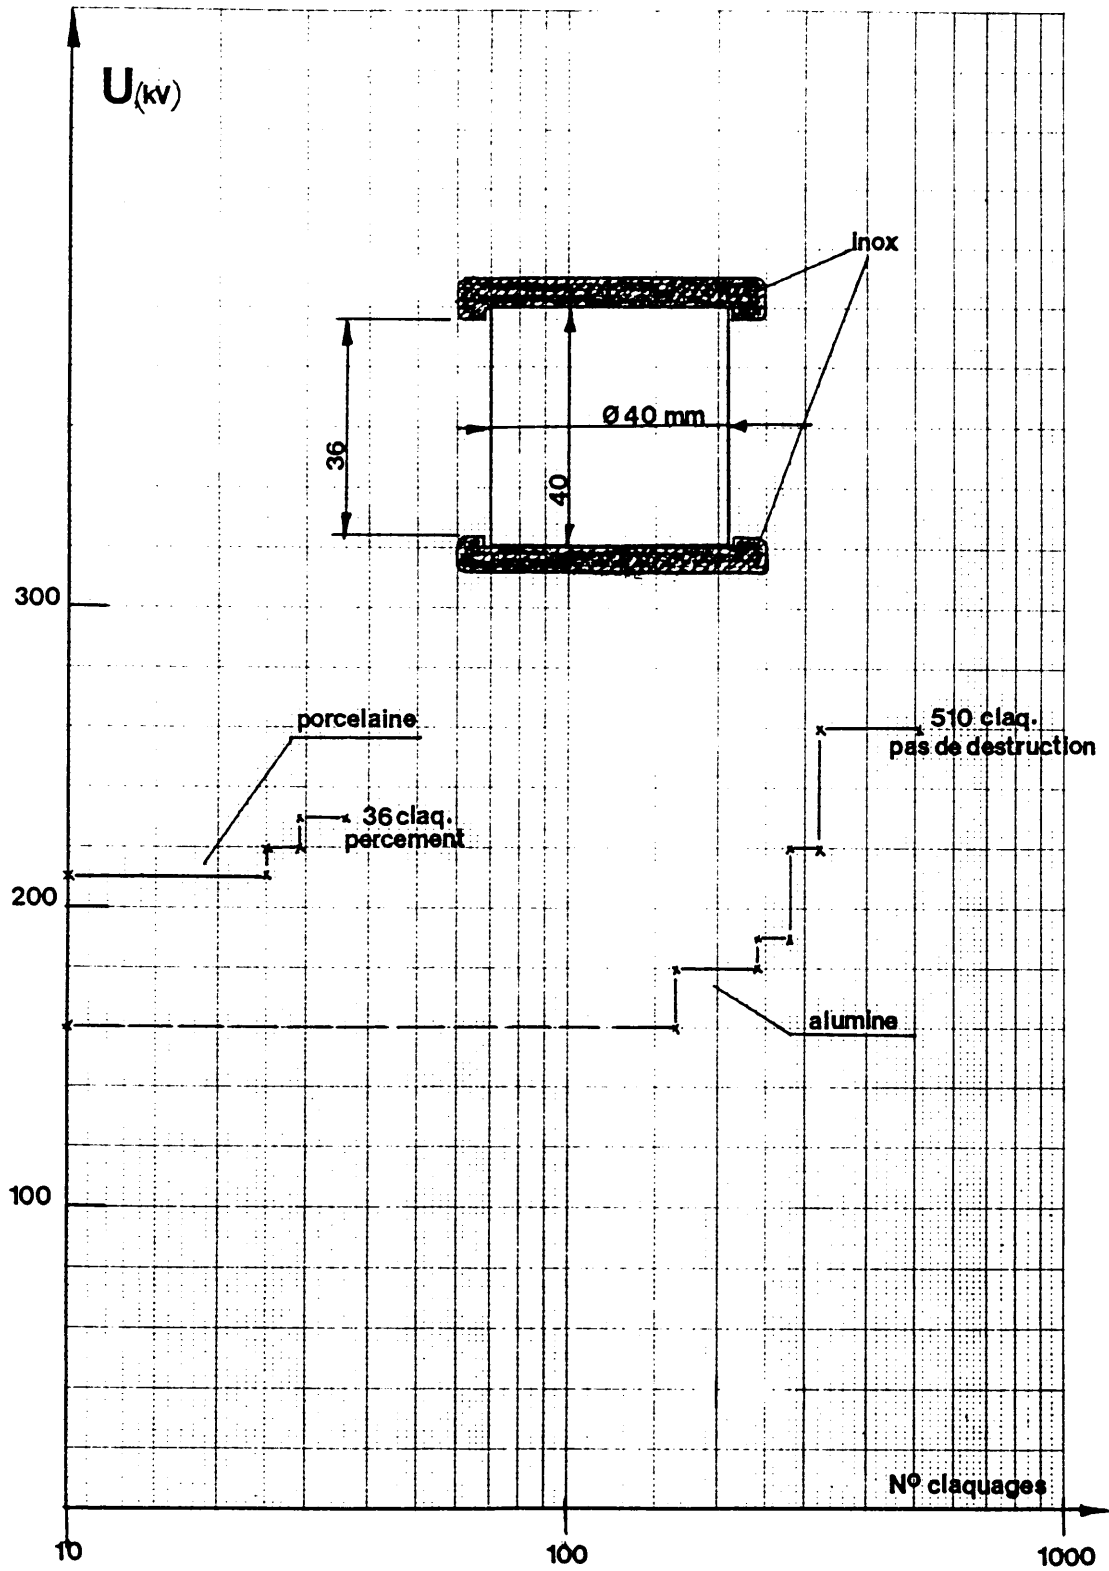 U(kV)
inox
Ø 40 mm
36
40
300
porcelaine
510 claq.
pas de destruction
36 claq.
percement
200
alumine
100
Nº claquages
10
100
1000